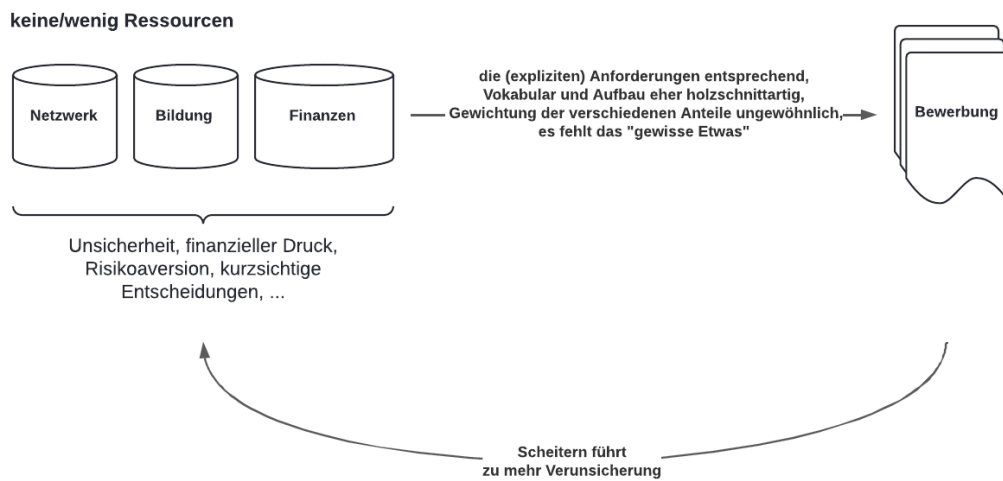 keine/wenig Ressourcen
Netzwerk
Bildung
Finanzen
die (expliziten) Anforderungen entsprechend,
Vokabular und Aufbau eher holzschnittartig,
Gewichtung der verschiedenen Anteile ungewöhnlich,
es fehlt das "gewisse Etwas"
Bewerbung
Unsicherheit, finanzieller Druck,
Risikoaversion, kurzsichtige
Entscheidungen, ...
Scheitern führt
zu mehr Verunsicherung